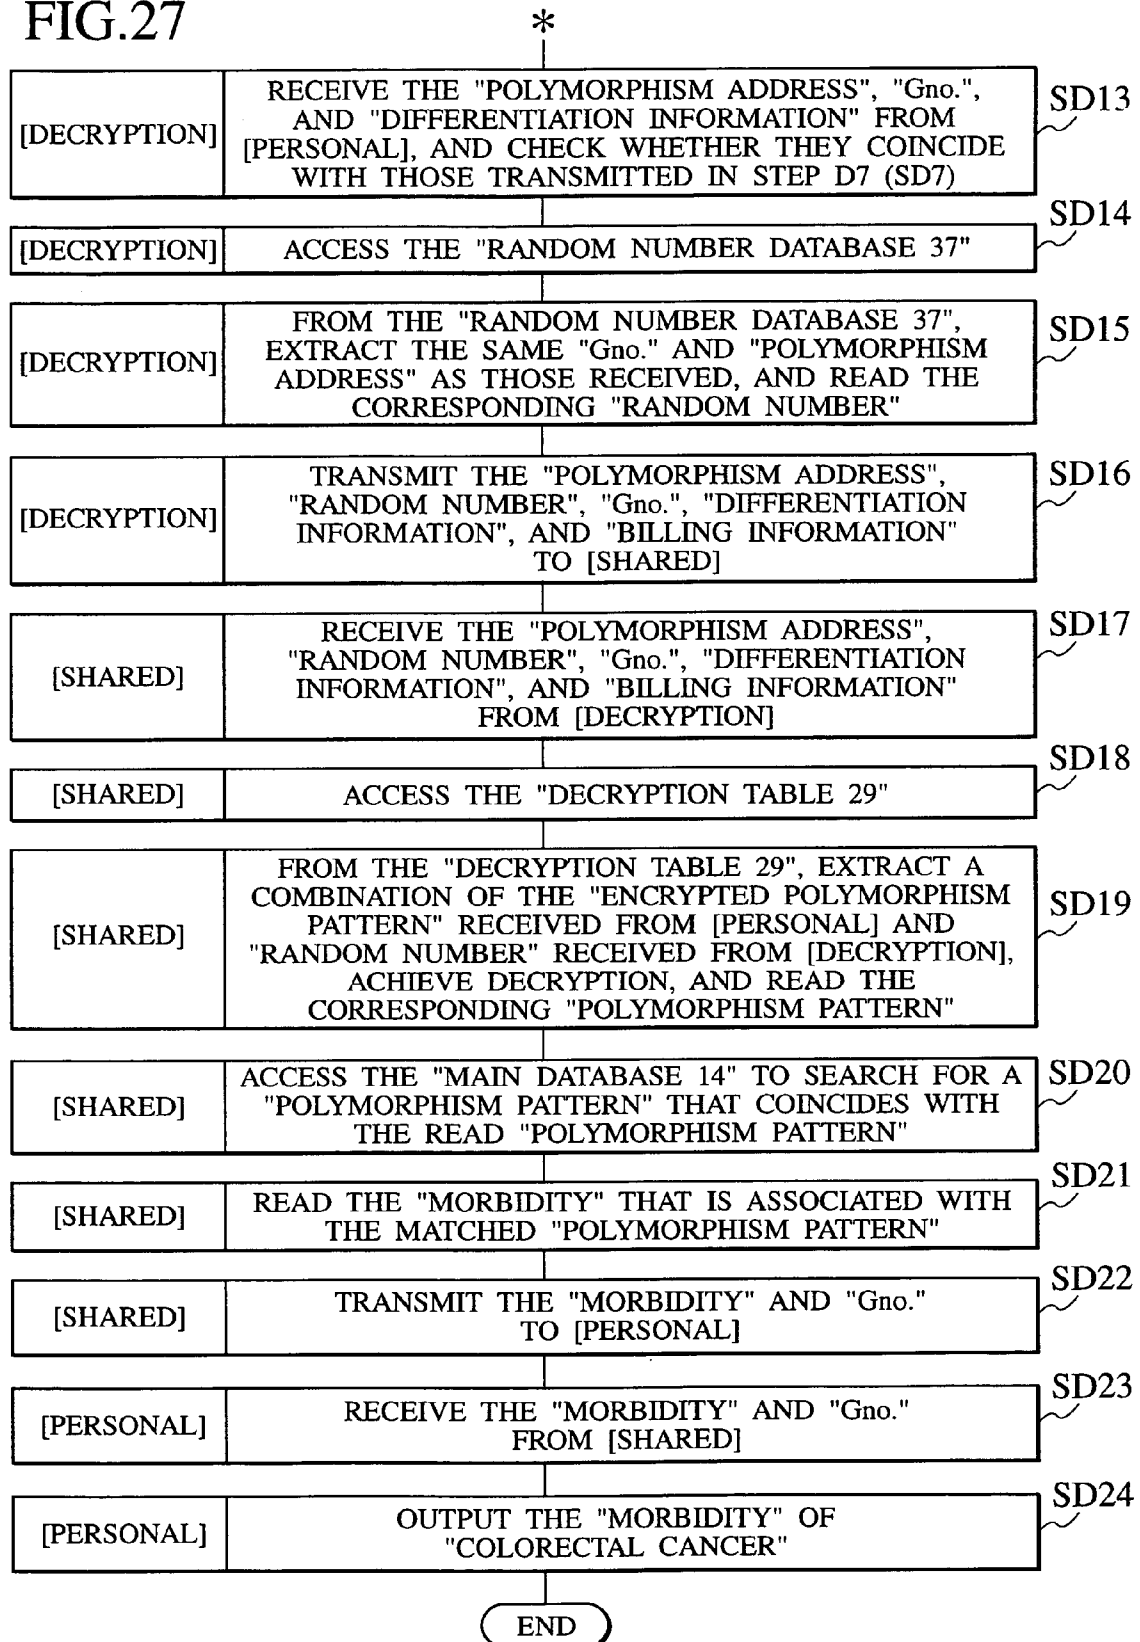 FIG.27
*
[DECRYPTION]
RECEIVE THE "POLYMORPHISM ADDRESS", "Gno.",
AND "DIFFERENTIATION INFORMATION" FROM
[PERSONAL], AND CHECK WHETHER THEY COINCIDE
WITH THOSE TRANSMITTED IN STEP D7 (SD7)
SD13
[DECRYPTION]
ACCESS THE "RANDOM NUMBER DATABASE 37"
SD14
[DECRYPTION]
FROM THE "RANDOM NUMBER DATABASE 37",
EXTRACT THE SAME "Gno." AND "POLYMORPHISM
ADDRESS" AS THOSE RECEIVED, AND READ THE
CORRESPONDING "RANDOM NUMBER"
SD15
[DECRYPTION]
TRANSMIT THE "POLYMORPHISM ADDRESS",
"RANDOM NUMBER", "Gno.", "DIFFERENTIATION
INFORMATION", AND "BILLING INFORMATION"
TO [SHARED]
SD16
[SHARED]
RECEIVE THE "POLYMORPHISM ADDRESS",
"RANDOM NUMBER", "Gno.", "DIFFERENTIATION
INFORMATION", AND "BILLING INFORMATION"
FROM [DECRYPTION]
SD17
[SHARED]
ACCESS THE "DECRYPTION TABLE 29"
SD18
[SHARED]
FROM THE "DECRYPTION TABLE 29", EXTRACT A
COMBINATION OF THE "ENCRYPTED POLYMORPHISM
PATTERN" RECEIVED FROM [PERSONAL] AND
"RANDOM NUMBER" RECEIVED FROM [DECRYPTION],
ACHIEVE DECRYPTION, AND READ THE
CORRESPONDING "POLYMORPHISM PATTERN"
SD19
[SHARED]
ACCESS THE "MAIN DATABASE 14" TO SEARCH FOR A
"POLYMORPHISM PATTERN" THAT COINCIDES WITH
THE READ "POLYMORPHISM PATTERN"
SD20
[SHARED]
READ THE "MORBIDITY" THAT IS ASSOCIATED WITH
THE MATCHED "POLYMORPHISM PATTERN"
SD21
[SHARED]
TRANSMIT THE "MORBIDITY" AND "Gno."
TO [PERSONAL]
SD22
[PERSONAL]
RECEIVE THE "MORBIDITY" AND "Gno."
FROM [SHARED]
SD23
[PERSONAL]
OUTPUT THE "MORBIDITY" OF
"COLORECTAL CANCER"
SD24
END